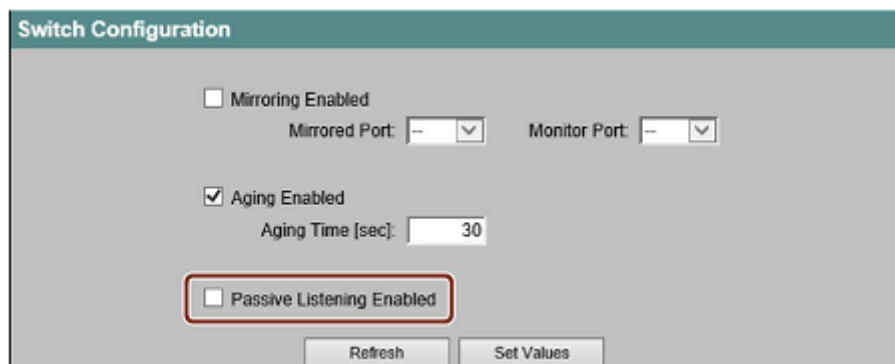 Switch Configuration
Mirroring Enabled
Mirrored Port: -- Monitor Port: --
Aging Enabled
Aging Time [sec]: 30
Passive Listening Enabled
Refresh Set Values